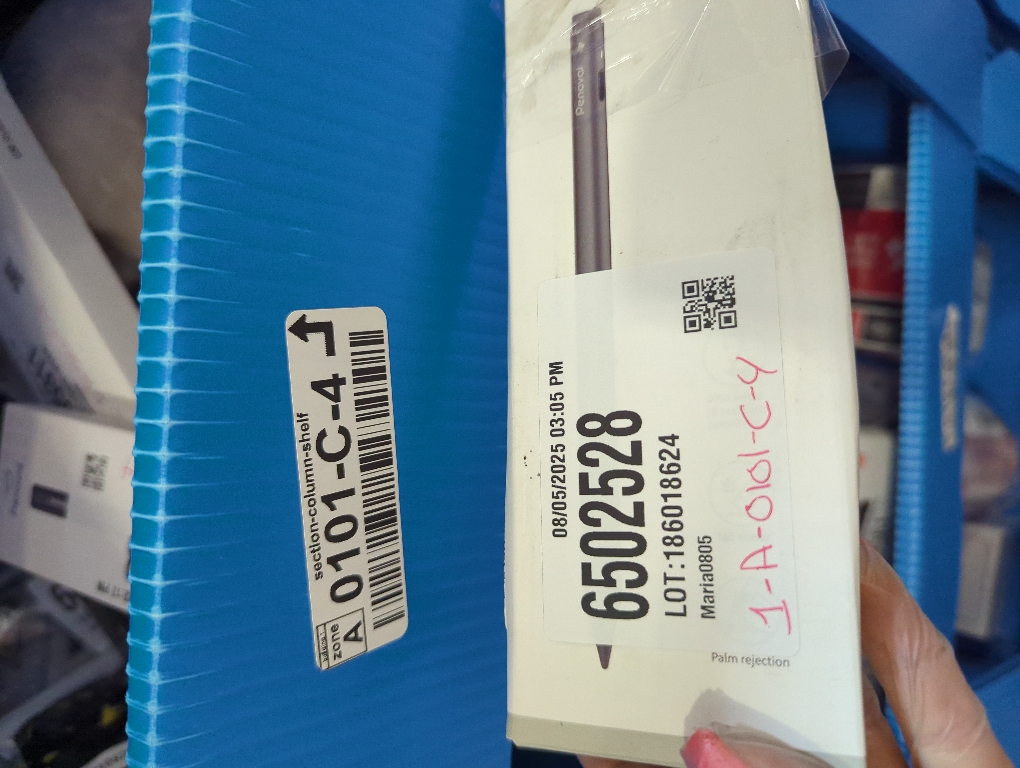 section-column-shelf
zone
A
0101-C-4
Penoval
08/05/2025 03:05 PM
6502528
LOT:186018624
Maria0805
1-A-0101-C-4
Palm rejection